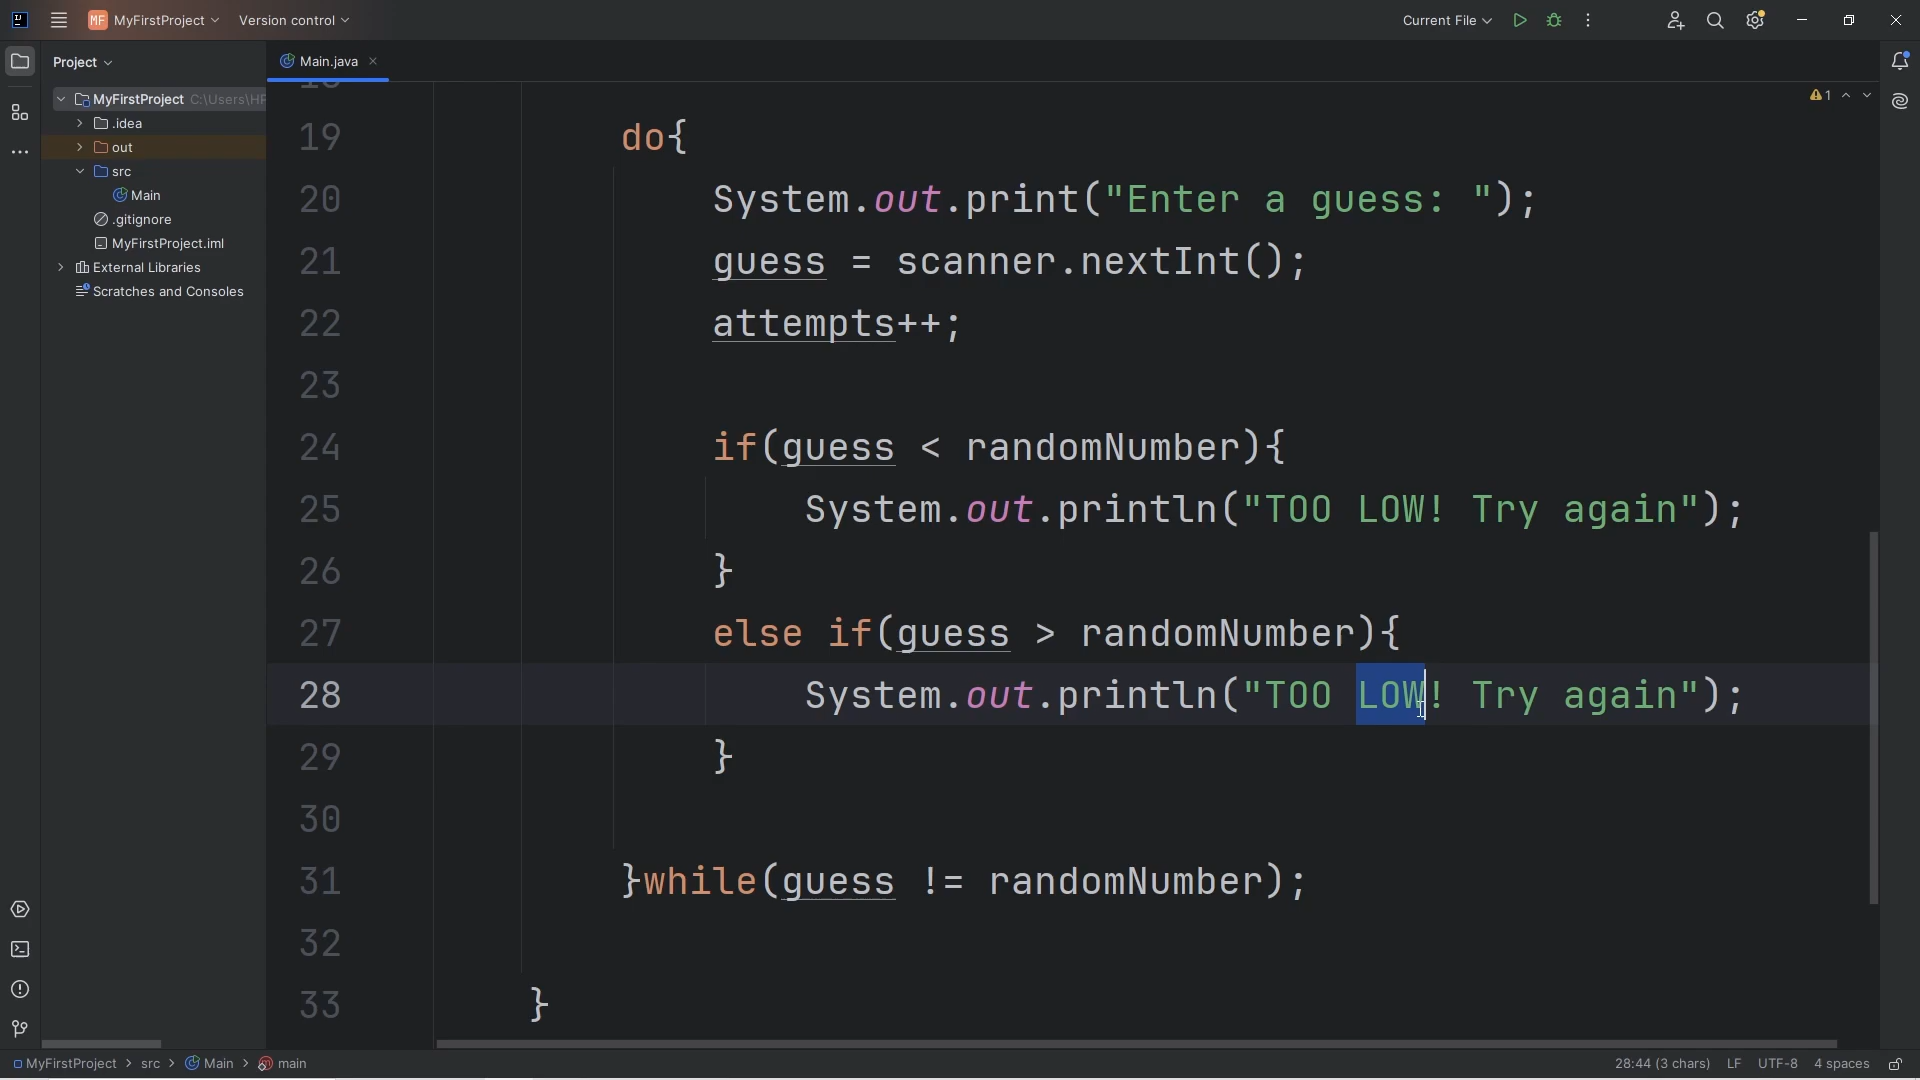 MF MyFirstProject Version control Current File
Project Main.java
MyFirstProject C:\Users\HP
.idea
out
src
Main
.gitignore
MyFirstProject.iml
External Libraries
Scratches and Consoles
1
19 do{
20 System.out.print("Enter a guess: ");
21 guess = scanner.nextInt();
22 attempts++;
23
24 if(guess < randomNumber){
25 System.out.println("TOO LOW! Try again");
26 }
27 else if(guess > randomNumber){
28 System.out.println("TOO LOW! Try again");
29 }
30
31 }while(guess != randomNumber);
32
33 }
MyFirstProject > src > Main > main 28:44 (3 chars) LF UTF-8 4 spaces